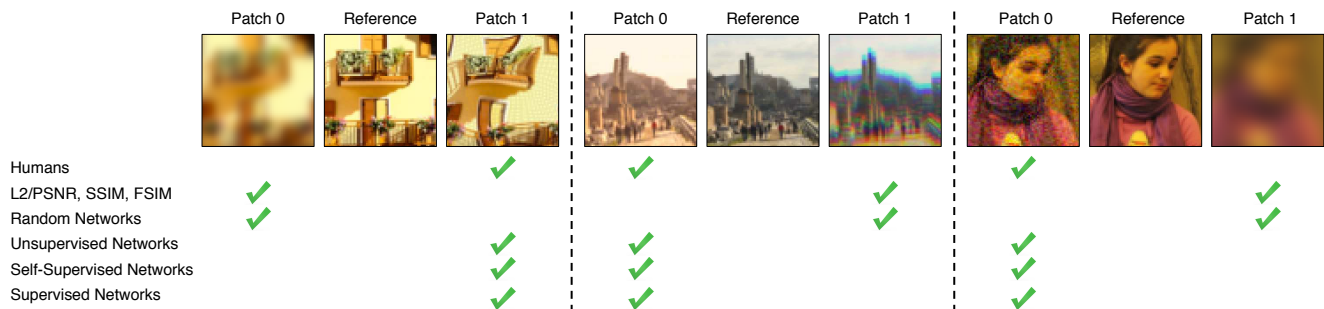 Patch 0 Reference Patch 1 Patch 0 Reference Patch 1 Patch 0 Reference Patch 1
Humans
L2/PSNR, SSIM, FSIM
Random Networks
Unsupervised Networks
Self-Supervised Networks
Supervised Networks